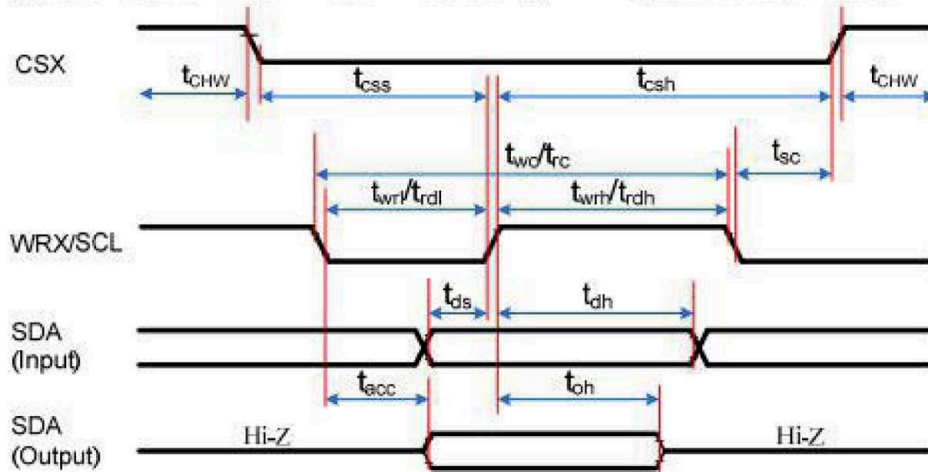 CSX
tCHW
tcss
tcsh
tCHW
twc/trc
tsc
twrl/trdl
twrh/trdh
WRX/SCL
tds
tdh
SDA
(Input)
tacc
toh
SDA
(Output)
Hi-Z
Hi-Z